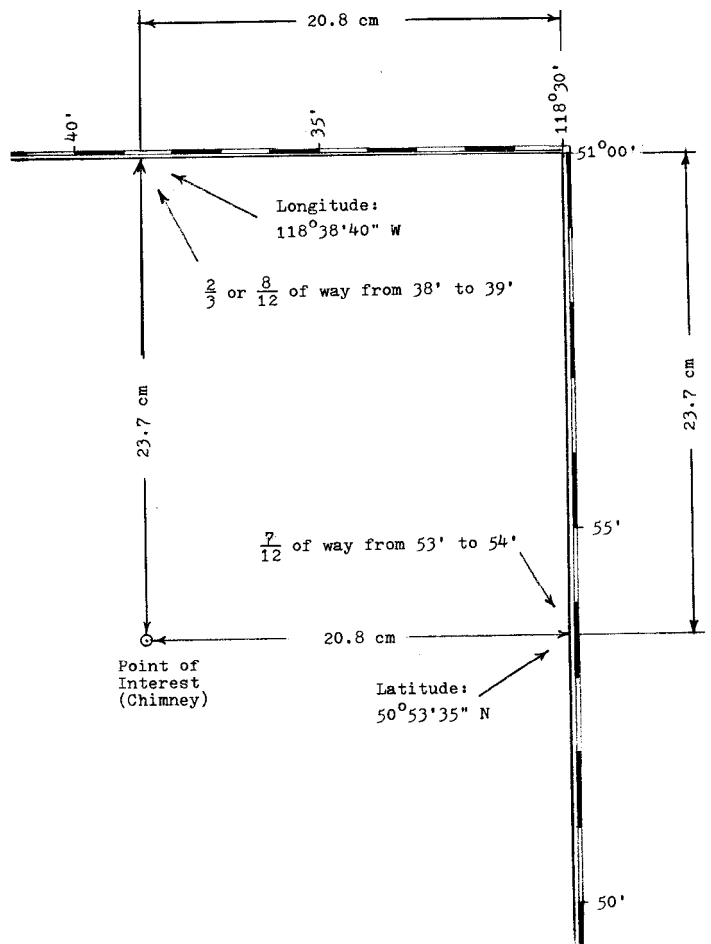 20.8 cm
40'
35'
118°30'
51°00'
Longitude:
118°38'40" W
2/3 or 8/12 of way from 38' to 39'
23.7 cm
23.7 cm
7/12 of way from 53' to 54'
55'
20.8 cm
Point of
Interest
(Chimney)
Latitude:
50°53'35" N
50'